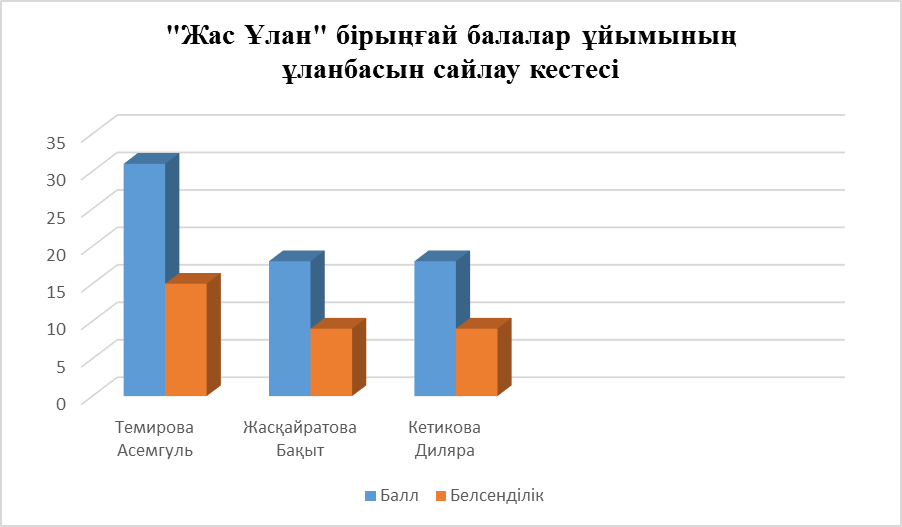 "Жас Ұлан" бірыңғай балалар ұйымының
ұланбасын сайлау кестесі
35
30
25
20
15
10
5
0
Темирова
Асемгуль
Жасқайратова
Бақыт
Кетикова
Диляра
Балл
Белсенділік